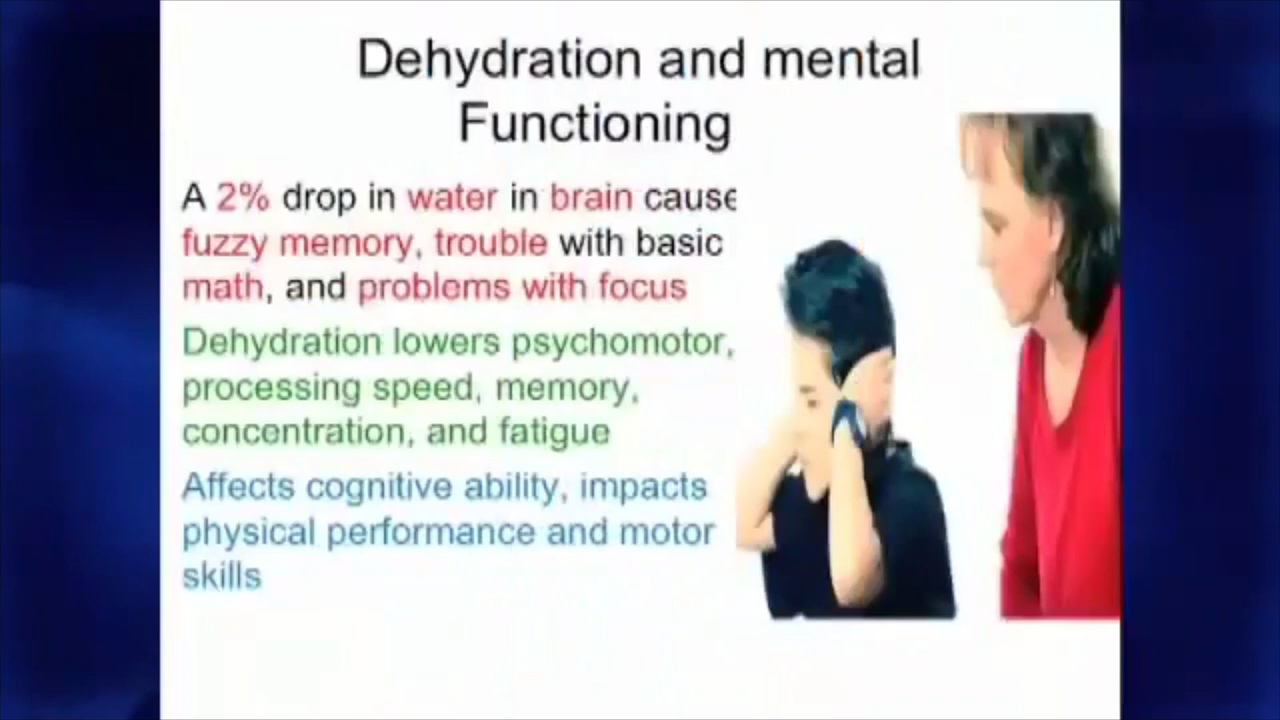 Dehydration and mental
Functioning
A 2% drop in water in brain cause
fuzzy memory, trouble with basic
math, and problems with focus
Dehydration lowers psychomotor,
processing speed, memory,
concentration, and fatigue
Affects cognitive ability, impacts
physical performance and motor
skills